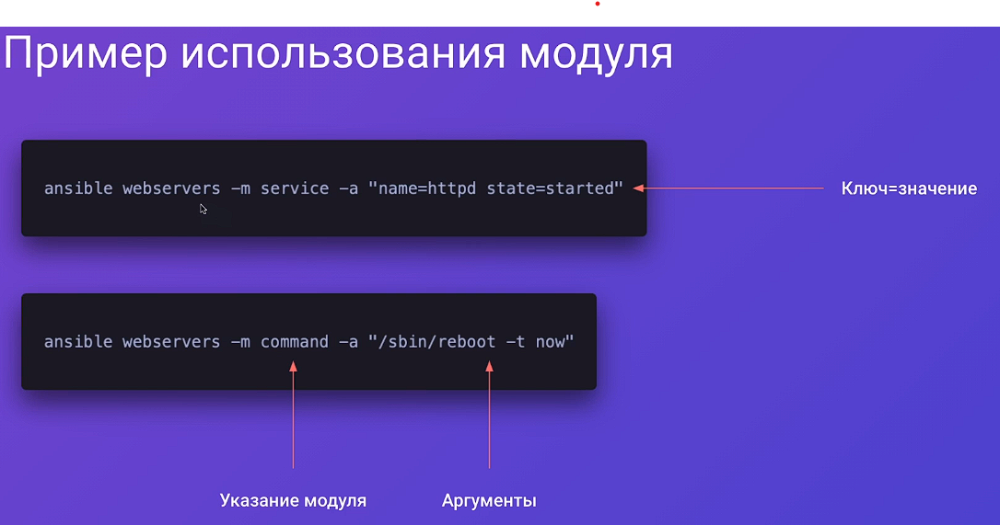 Пример использования модуля
ansible webservers -m service -a "name=httpd state=started"
Ключ=значение
ansible webservers -m command -a "/sbin/reboot -t now"
Указание модуля
Аргументы